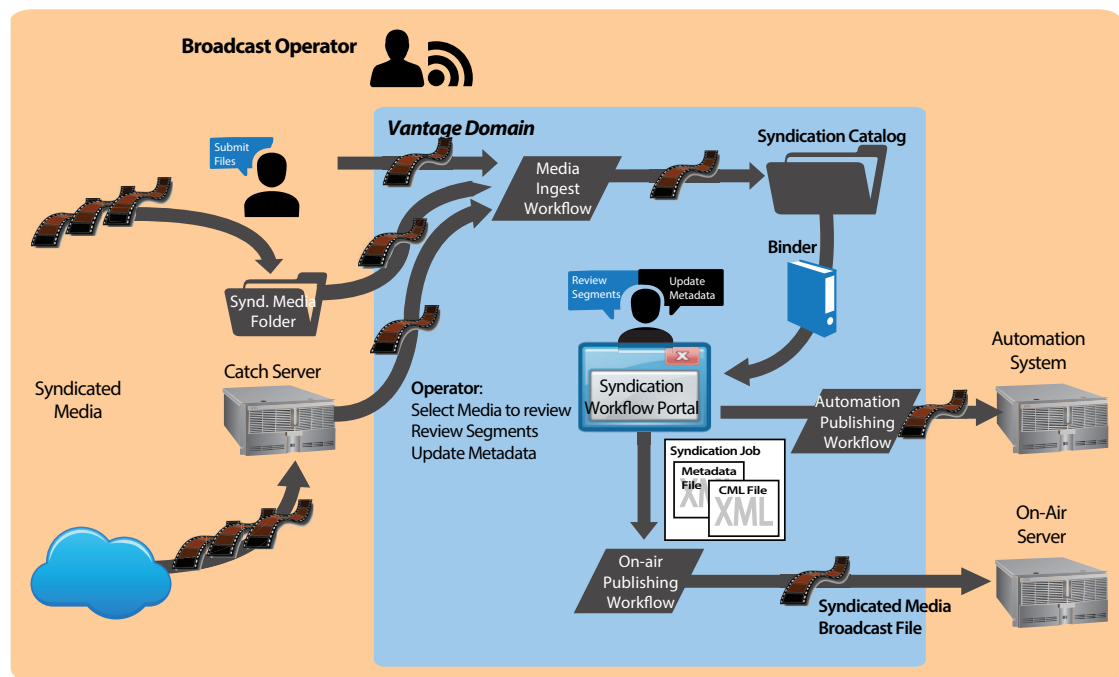 Broadcast Operator
Vantage Domain
Submit
Files
Media
Ingest
Workflow
Syndication Catalog
Binder
Review
Segments
Update
Metadata
Synd. Media
Folder
Catch Server
Syndicated
Media
Operator:
Select Media to review
Review Segments
Update Metadata
Syndication
Workflow Portal
Automation
Publishing
Workflow
Automation
System
Syndication Job
Metadata
File
XML
CML File
XML
On-air
Publishing
Workflow
Syndicated Media
Broadcast File
On-Air
Server